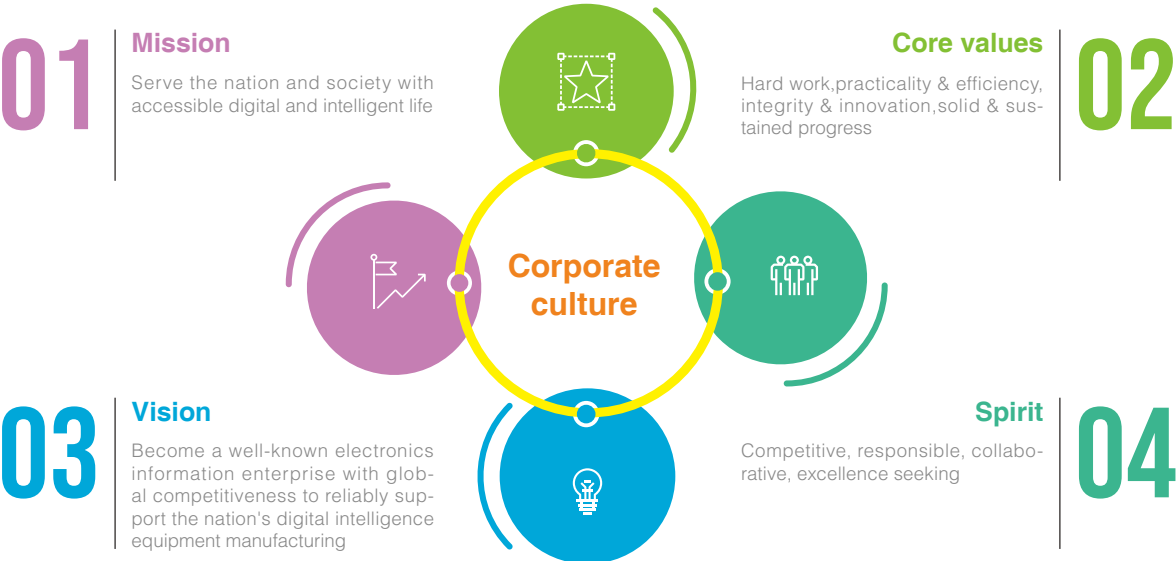 01
Mission
Serve the nation and society with
accessible digital and intelligent life
Core values
Hard work,practicality & efficiency,
integrity & innovation,solid & sus-
tained progress
02
Corporate
culture
03
Vision
Become a well-known electronics
information enterprise with glob-
al competitiveness to reliably sup-
port the nation's digital intelligence
equipment manufacturing
Spirit
Competitive, responsible, collabo-
rative, excellence seeking
04